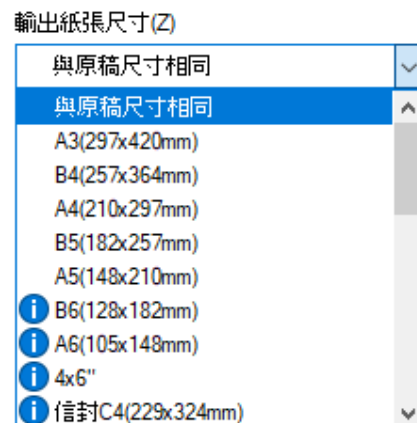 輸出紙張尺寸(Z)
與原稿尺寸相同
與原稿尺寸相同
A3(297x420mm)
B4(257x364mm)
A4(210x297mm)
B5(182x257mm)
A5(148x210mm)
B6(128x182mm)
A6(105x148mm)
4x6"
信封C4(229x324mm)